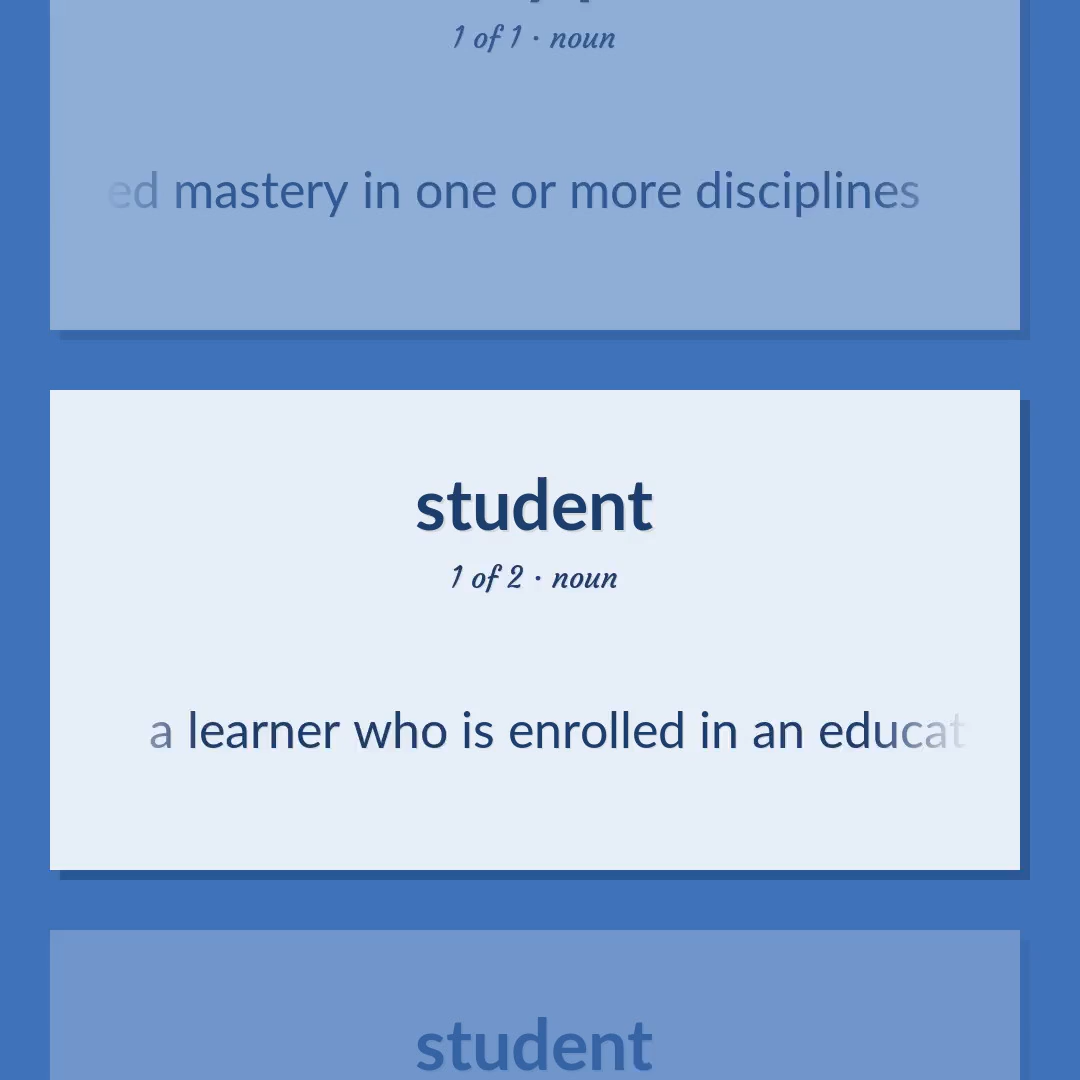 1 of 1 · noun
ed mastery in one or more disciplines
student
1 of 2 · noun
a learner who is enrolled in an educat
student